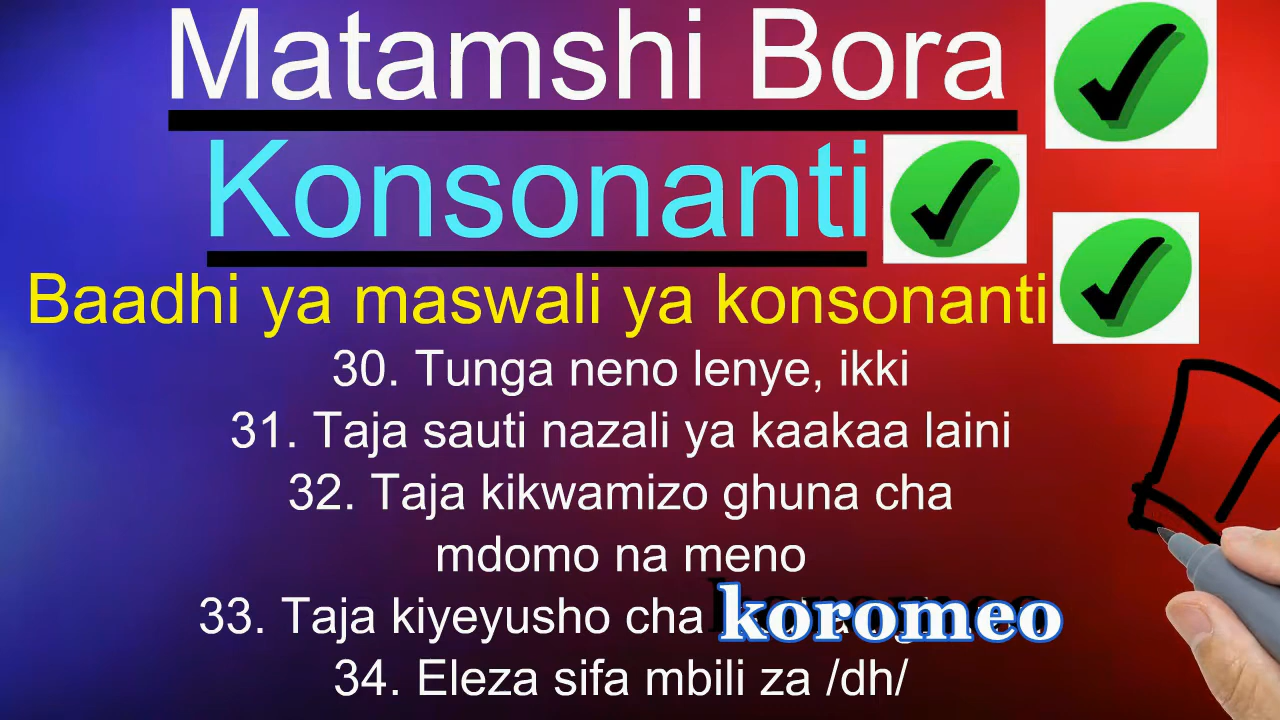 Matamshi Bora
Konsonanti
Baadhi ya maswali ya konsonanti
30. Tunga neno lenye, ikki
31. Taja sauti nazali ya kaakaa laini
32. Taja kikwamizo ghuna cha
mdomo na meno
33. Taja kiyeyusho cha koromeo
34. Eleza sifa mbili za /dh/